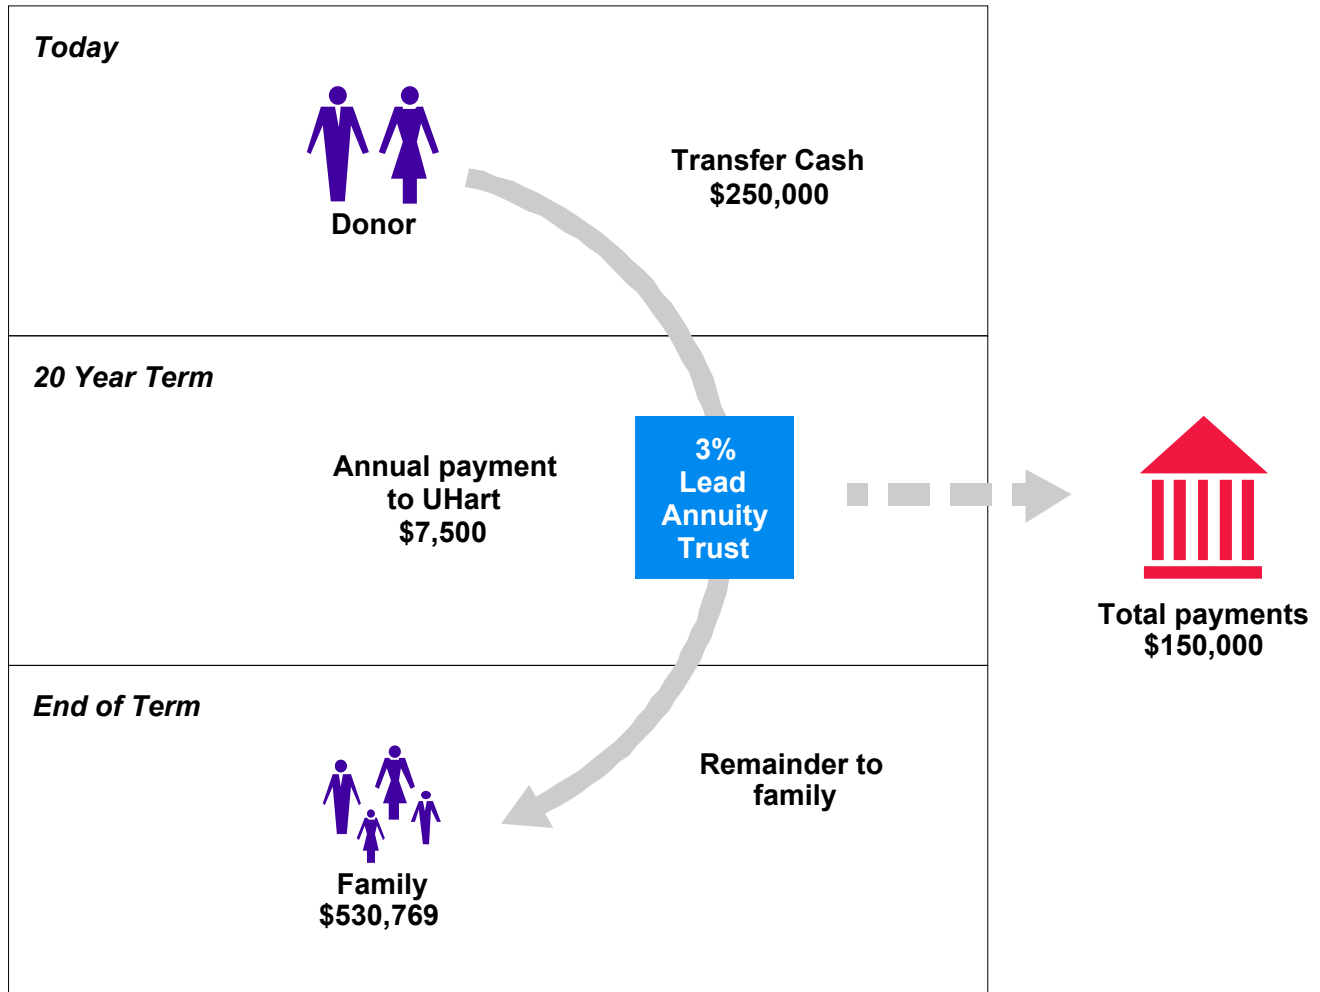 Today
Transfer Cash
$250,000
Donor
20 Year Term
Annual payment
to UHart
$7,500
3%
Lead
Annuity
Trust
Total payments
$150,000
End of Term
Remainder to
family
Family
$530,769